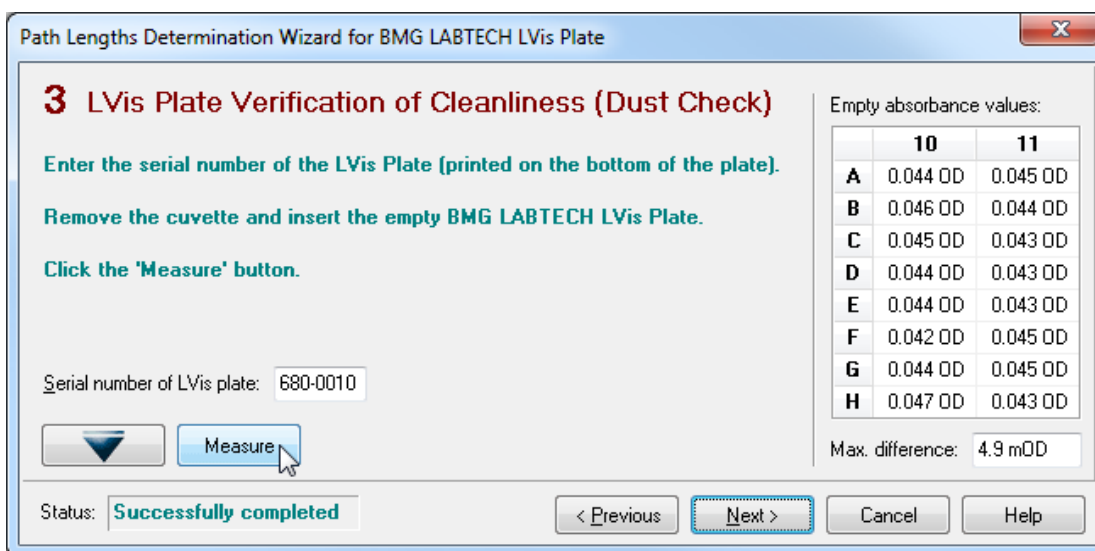 Path Lengths Determination Wizard for BMG LABTECH LVis Plate
3 LVis Plate Verification of Cleanliness (Dust Check)
Enter the serial number of the LVis Plate (printed on the bottom of the plate).
Remove the cuvette and insert the empty BMG LABTECH LVis Plate.
Click the 'Measure' button.
Serial number of LVis plate: 680-0010
Measure
Empty absorbance values:
10 11
A 0.044 OD 0.045 OD
B 0.046 OD 0.044 OD
C 0.045 OD 0.043 OD
D 0.044 OD 0.043 OD
E 0.044 OD 0.043 OD
F 0.042 OD 0.045 OD
G 0.044 OD 0.045 OD
H 0.047 OD 0.043 OD
Max. difference: 4.9 mOD
Status: Successfully completed
< Previous Next > Cancel Help